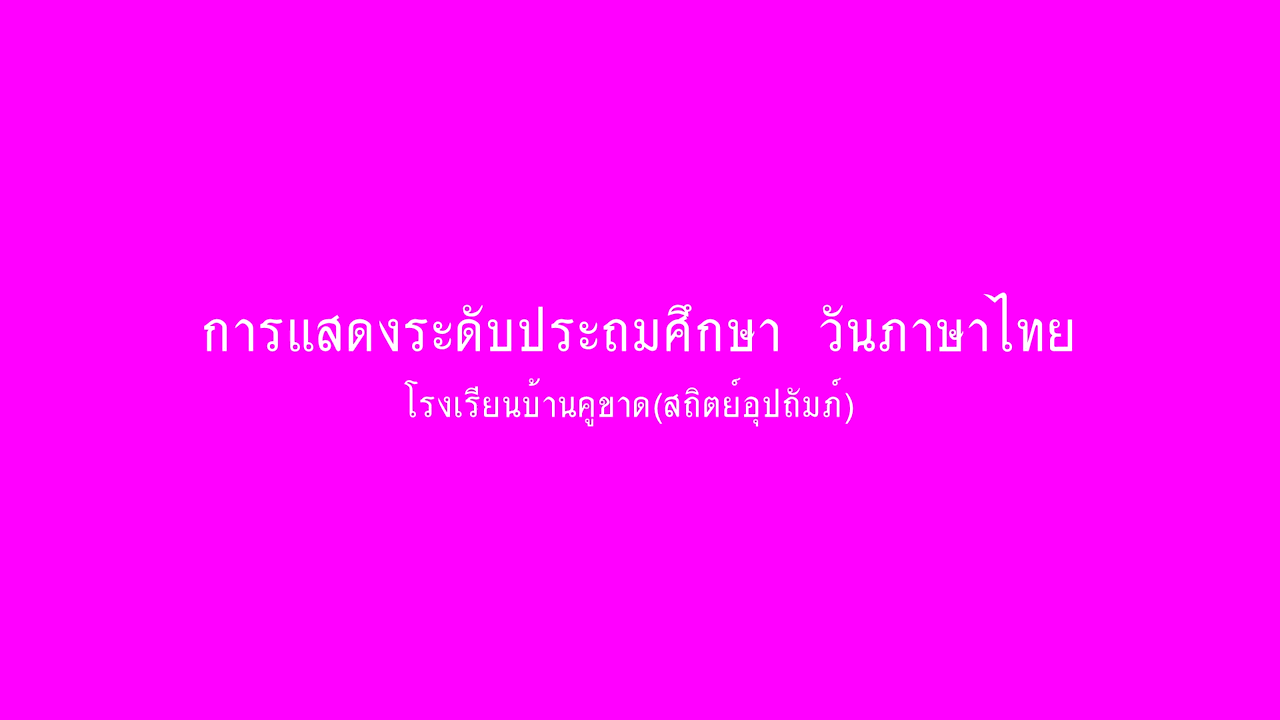 การแสดงระดับประถมศึกษา วันภาษาไทย
โรงเรียนบ้านคูขาด(สถิตย์อุปถัมภ์)